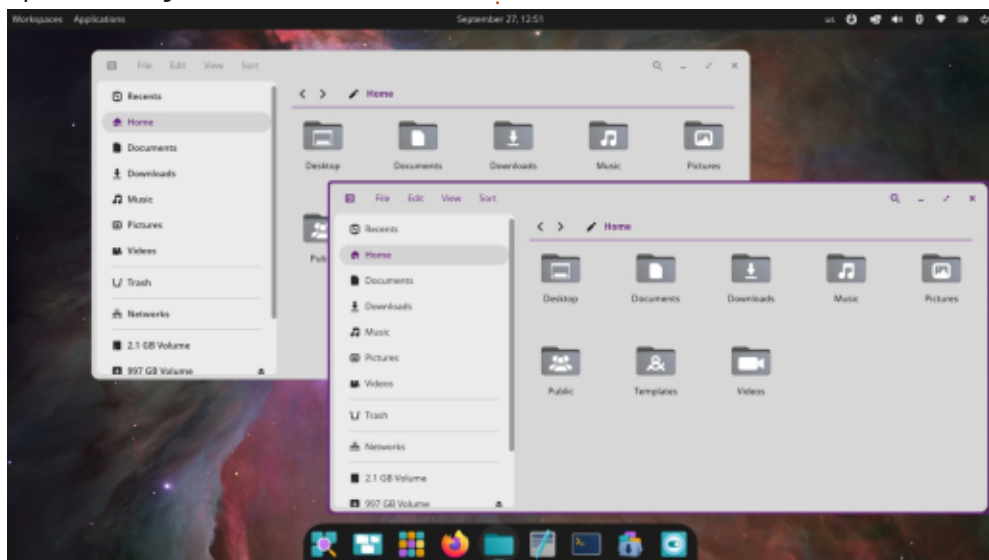 Workspaces Applications September 27, 12:51 us
File Edit View Sort
Recents
Home
Documents
Downloads
Music
Pictures
Videos
Trash
Networks
2.1 GB Volume
997 GB Volume
Home
Desktop Documents Downloads Music Pictures
Pub
File Edit View Sort
Recents
Home
Documents
Downloads
Music
Pictures
Videos
Trash
Networks
2.1 GB Volume
997 GB Volume
Home
Desktop Documents Downloads Music Pictures
Public Templates Videos